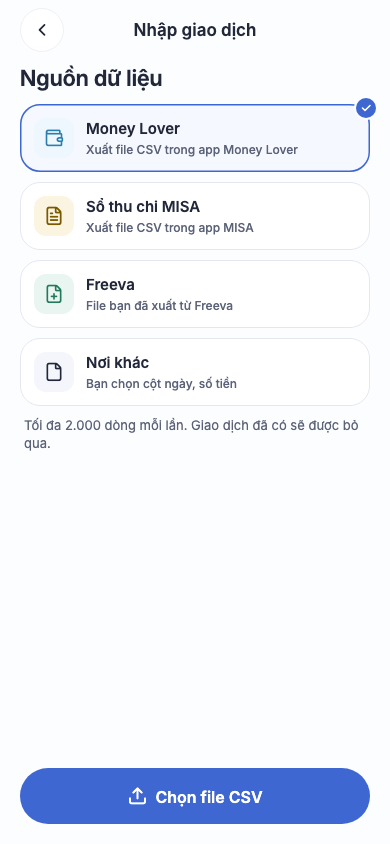 Nhập giao dịch
Nguồn dữ liệu
Money Lover
Xuất file CSV trong app Money Lover
Sổ thu chi MISA
Xuất file CSV trong app MISA
Freeva
File bạn đã xuất từ Freeva
Nơi khác
Bạn chọn cột ngày, số tiền
Tối đa 2.000 dòng mỗi lần. Giao dịch đã có sẽ được bỏ
qua.
Chọn file CSV